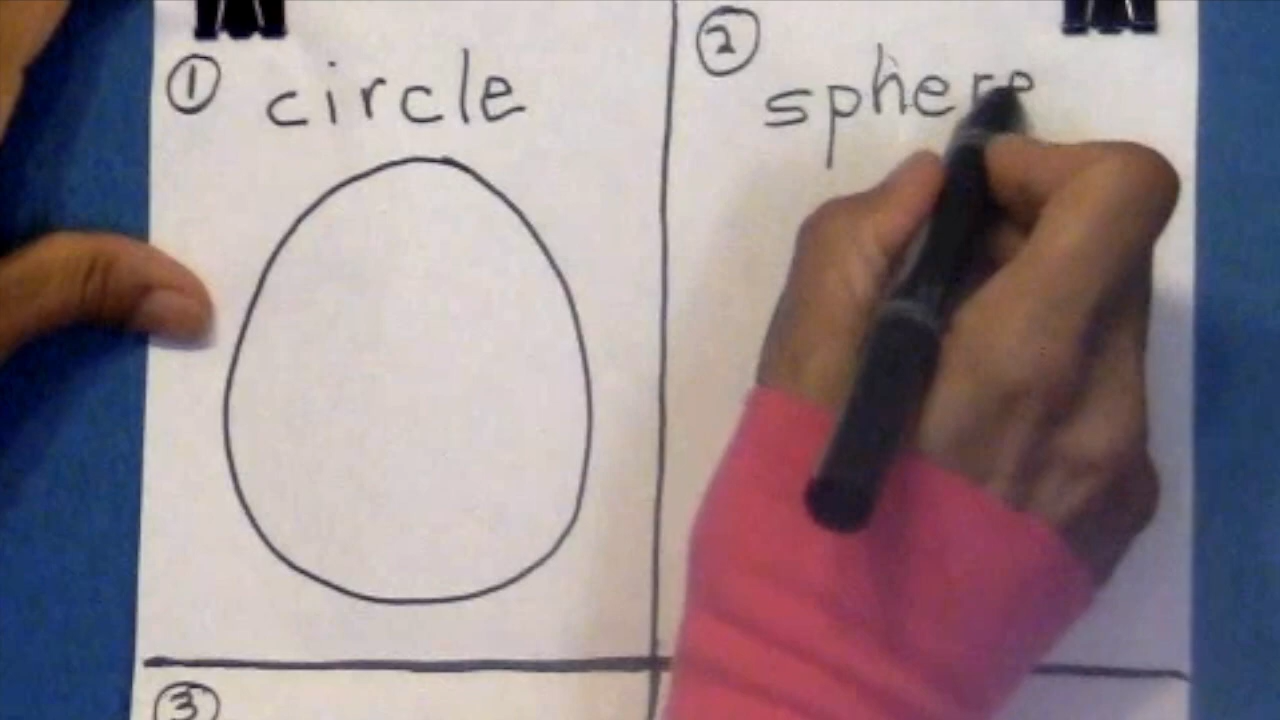 ① circle
② sphere
③